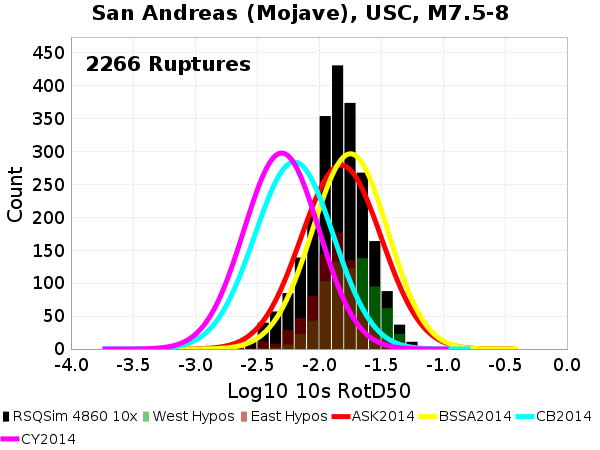 San Andreas (Mojave), USC, M7.5-8
2266 Ruptures
Count
450
400
350
300
250
200
150
100
50
0
-4.0 -3.5 -3.0 -2.5 -2.0 -1.5 -1.0 -0.5 0.0
Log10 10s RotD50
RSQSim 4860 10x West Hypos East Hypos ASK2014 BSSA2014 CB2014
CY2014